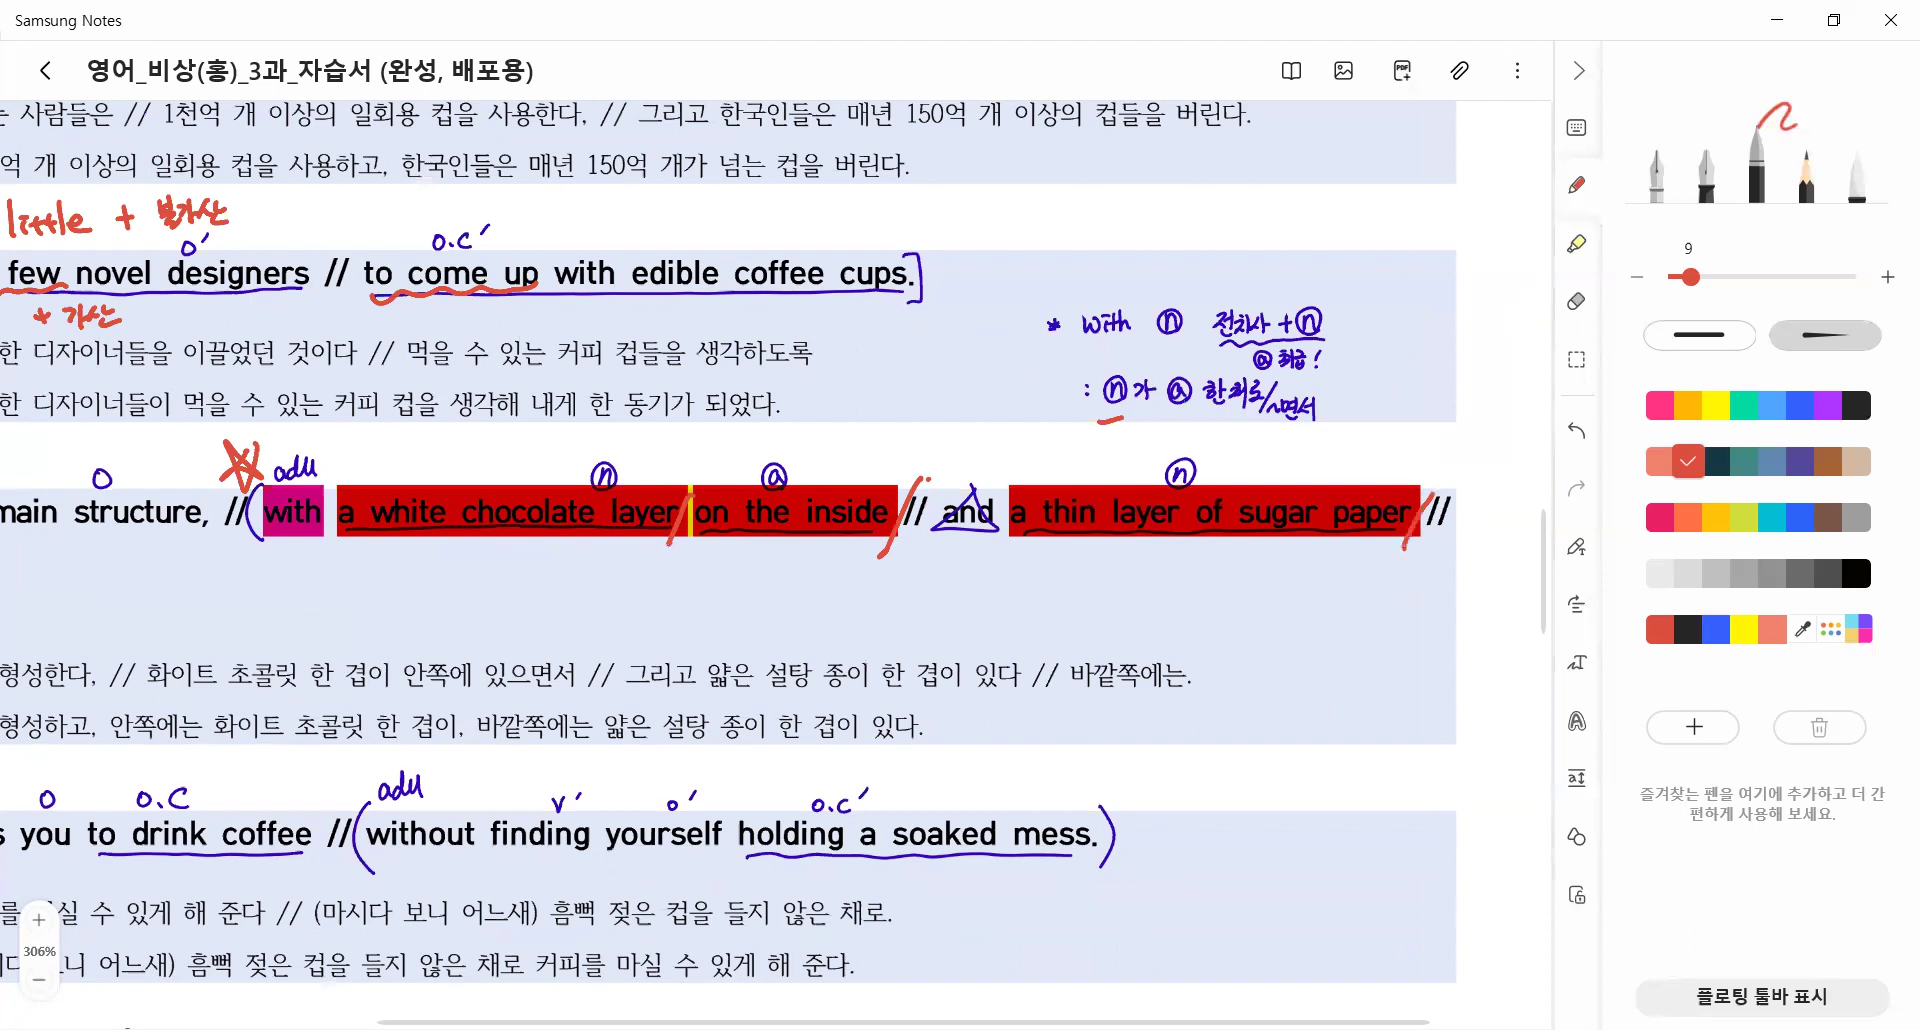 Samsung Notes
영어_비상(홍)_3과_자습서 (완성, 배포용)
는 사람들은 // 1천억 개 이상의 일회용 컵을 사용한다, // 그리고 한국인들은 매년 150억 개 이상의 컵들을 버린다.
억 개 이상의 일회용 컵을 사용하고, 한국인들은 매년 150억 개가 넘는 컵을 버린다.
little + 불가산
o' o.c'
few novel designers // to come up with edible coffee cups.]
+ 가산
* with ⓝ 전치사 + ⓝ
ⓐ 취급!
한 디자이너들을 이끌었던 것이다 // 먹을 수 있는 커피 컵들을 생각하도록
: ⓝ가 ⓐ 한 채로/~면서
한 디자이너들이 먹을 수 있는 커피 컵을 생각해 내게 한 동기가 되었다.
o adv ⓝ ⓐ ⓝ
main structure, // (with a white chocolate layer / on the inside // and a thin layer of sugar paper / //
형성한다, // 화이트 초콜릿 한 겹이 안쪽에 있으면서 // 그리고 얇은 설탕 종이 한 겹이 있다 // 바깥쪽에는.
형성하고, 안쪽에는 화이트 초콜릿 한 겹이, 바깥쪽에는 얇은 설탕 종이 한 겹이 있다.
o o.c adv v' o' o.c'
s you to drink coffee // (without finding yourself holding a soaked mess.)
를 마실 수 있게 해 준다 // (마시다 보니 어느새) 흠뻑 젖은 컵을 들지 않은 채로.
니 어느새) 흠뻑 젖은 컵을 들지 않은 채로 커피를 마실 수 있게 해 준다.
306%
9
즐겨찾는 펜을 여기에 추가하고 더 간
편하게 사용해 보세요.
플로팅 툴바 표시